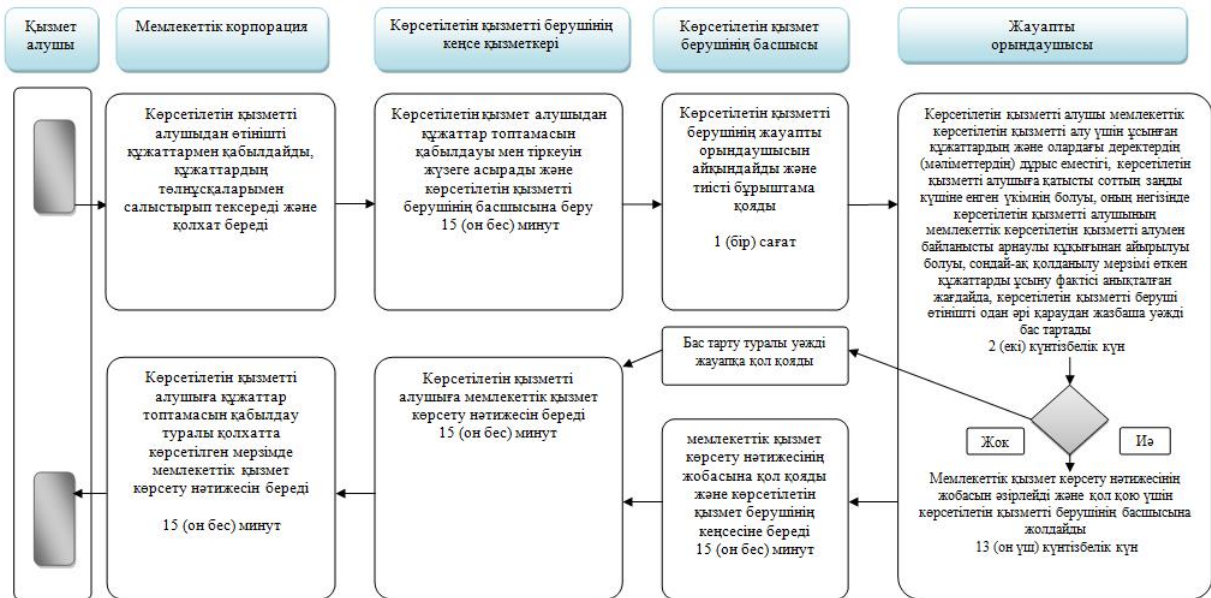 Қызмет
алушы
Мемлекеттік корпорация
Көрсетілетін қызметті берушінің
кеңсе қызметкері
Көрсетілетін қызмет
берушінің басшысы
Жауапты
орындаушысы
Көрсетілетін қызметті
алушыдан өтінішті
құжаттармен қабылдайды,
құжаттардың
төлнұсқаларымен
салыстырып тексереді және
қолхат береді
Көрсетілетін қызмет алушыдан
құжаттар топтамасын
қабылдауы мен тіркеуін
жүзеге асырады және
көрсетілетін қызметті
берушінің басшысына беру
15 (он бес) минут
Көрсетілетін қызметті
берушінің жауапты
орындаушысын
айқындайды және
тиісті бұрыштама
қояды
1 (бір) сағат
Көрсетілетін қызметті алушы мемлекеттік
көрсетілетін қызметті алу үшін ұсынған
құжаттардың және олардағы деректердің
(мәліметтердің) дұрыс еместігі, көрсетілетін
қызметті алушыға қатысты соттың заңды
күшіне енген үкімнің болуы, оның негізінде
көрсетілетін қызметті алушының
мемлекеттік көрсетілетін қызметті алумен
байланысты арнаулы құқығынан айырылуы
болуы, сондай-ақ қолданылу мерзімі өткен
құжаттарды ұсыну фактісі анықталған
жағдайда, көрсетілетін қызметті беруші
өтінішті одан әрі қараудан жазбаша уәжді
бас тартады
2 (екі) күнтізбелік күн
Жок
Иә
Мемлекеттік қызмет көрсету нәтижесінің
жобасын әзірлейді және қол қою үшін
көрсетілетін қызметті берушінің басшысына
жолдайды
13 (он үш) күнтізбелік күн
Бас тарту туралы уәжді
жауапқа қол қояды
мемлекеттік қызмет
көрсету нәтижесінің
жобасына қол қояды
және көрсетілетін
қызмет берушінің
кеңсесіне береді
15 (он бес) минут
Көрсетілетін қызметті
алушыға мемлекеттік қызмет
көрсету нәтижесін береді
15 (он бес) минут
Көрсетілетін қызметті
алушыға құжаттар
топтамасын қабылдау
туралы қолхатта
көрсетілген мерзімде
мемлекеттік қызмет
көрсету нәтижесін береді
15 (он бес) минут